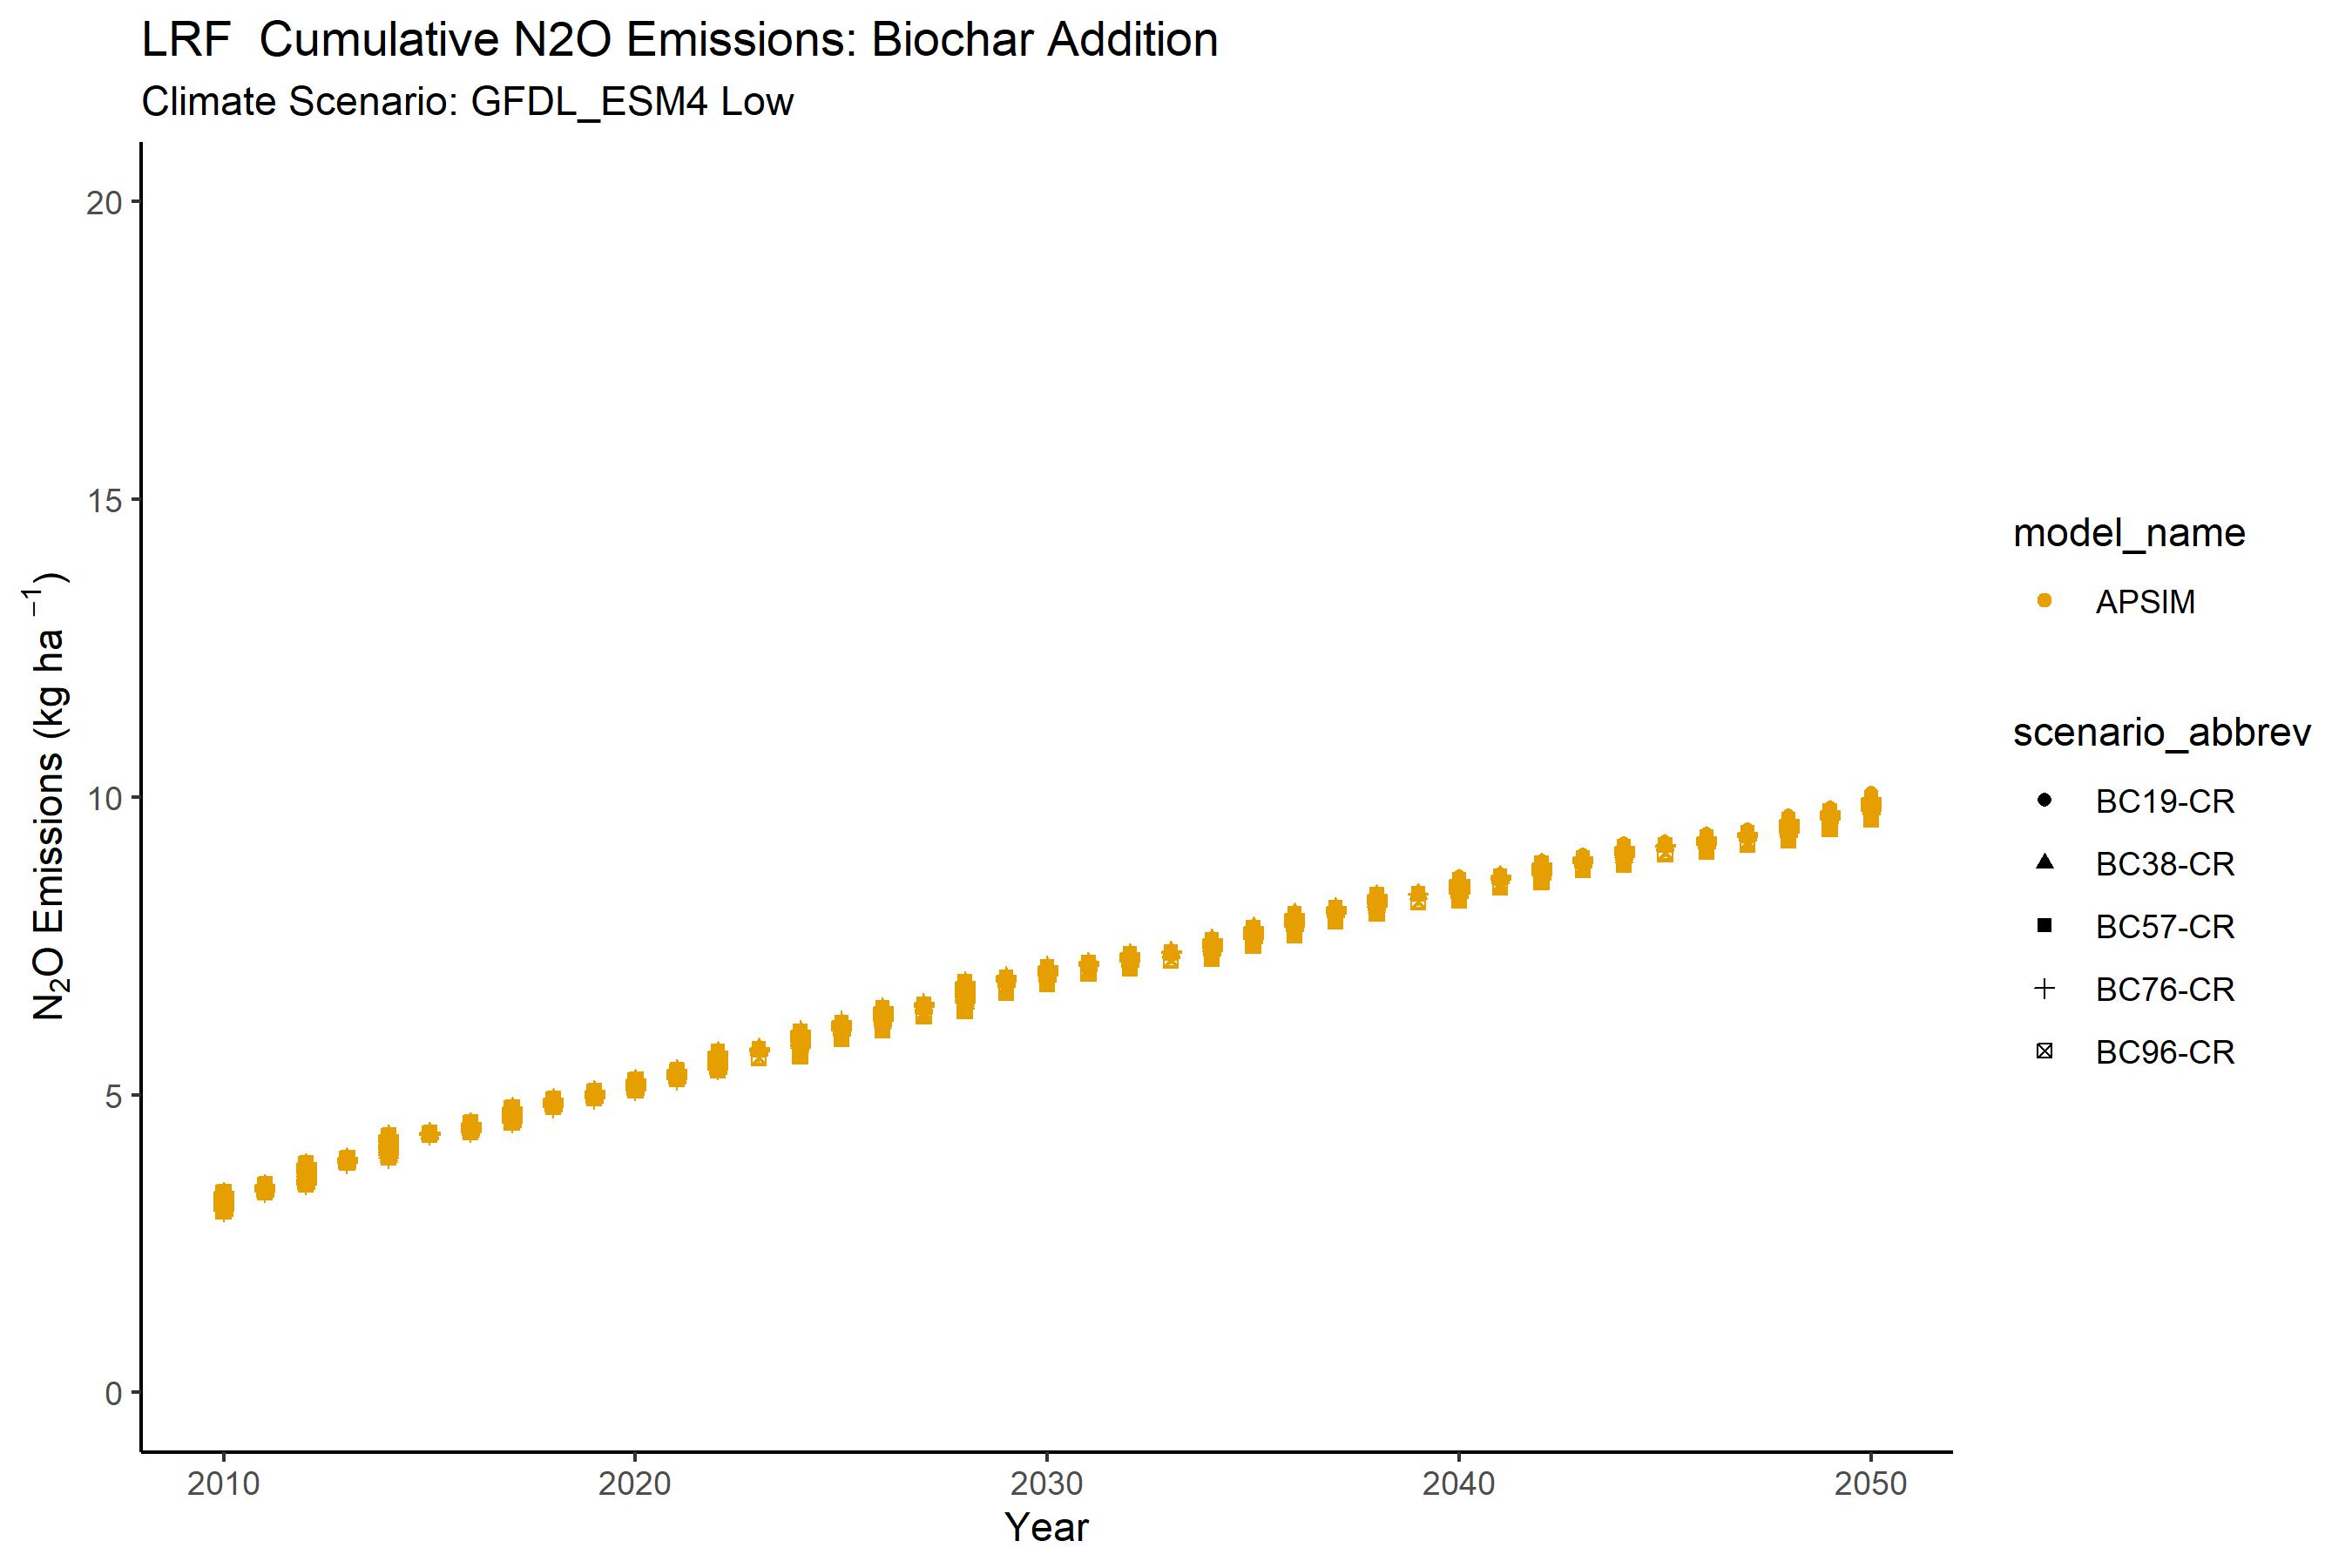 LRF  Cumulative N2O Emissions: Biochar Addition
Climate Scenario: GFDL_ESM4 Low
N₂O Emissions (kg ha ⁻¹)
20
15
10
5
0
2010 2020 2030 2040 2050
Year
model_name
APSIM
scenario_abbrev
BC19-CR
BC38-CR
BC57-CR
BC76-CR
BC96-CR